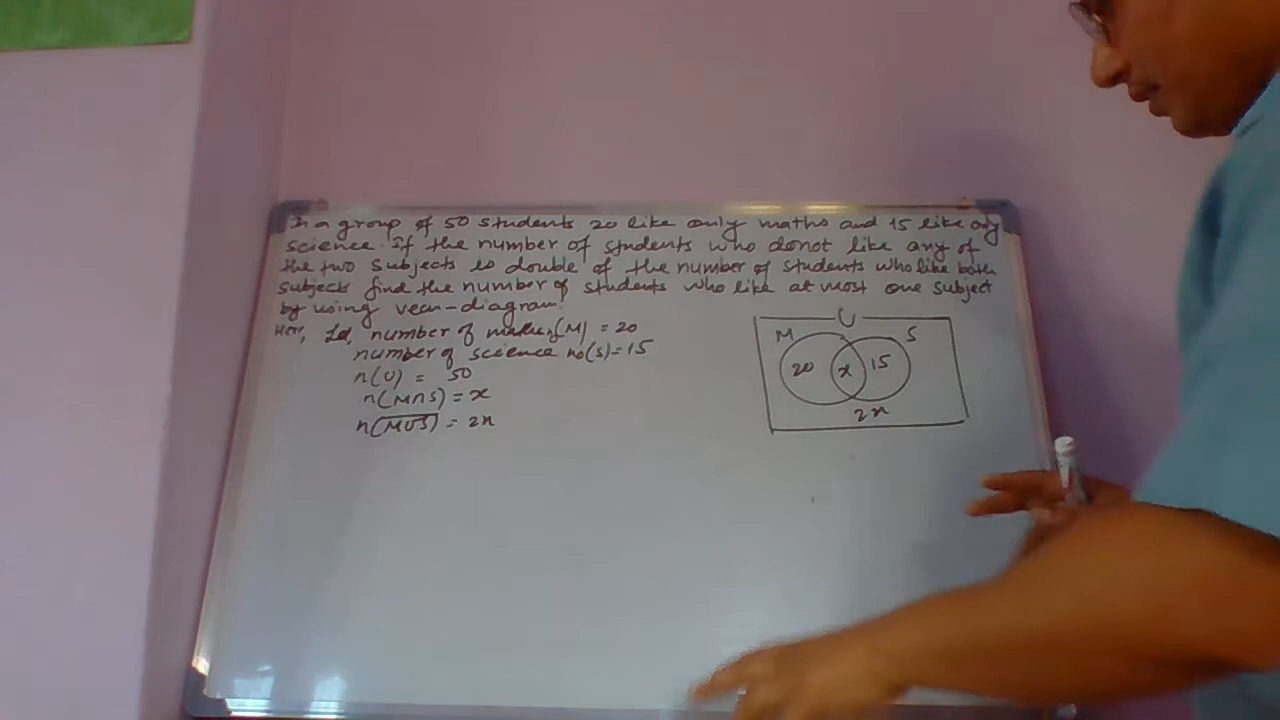 In a group of 50 students 20 like only maths and 15 like only
science. If the number of students who donot like any of
the two subjects is double of the number of students who like both
subjects find the number of students who like at most one subject
by using venn-diagram.
Here, Let, number of (M) = 20
number of science no(S) = 15
n(U) = 50
n(M∩S) = x
n(M∪S)‾ = 2x
U
M S
20 x 15
2x